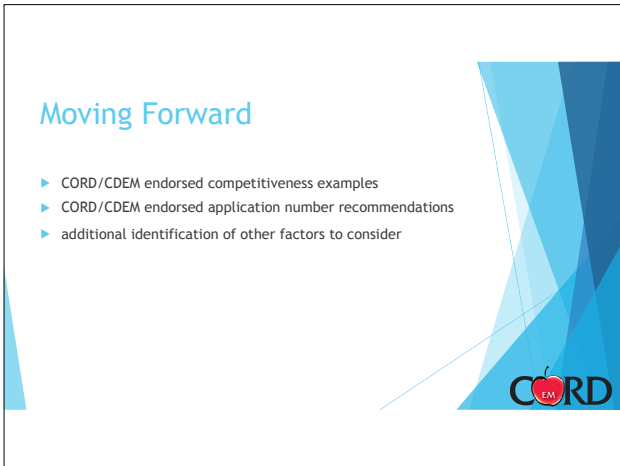 Moving Forward
CORD/CDEM endorsed competitiveness examples
CORD/CDEM endorsed application number recommendations
additional identification of other factors to consider
CORD
EM